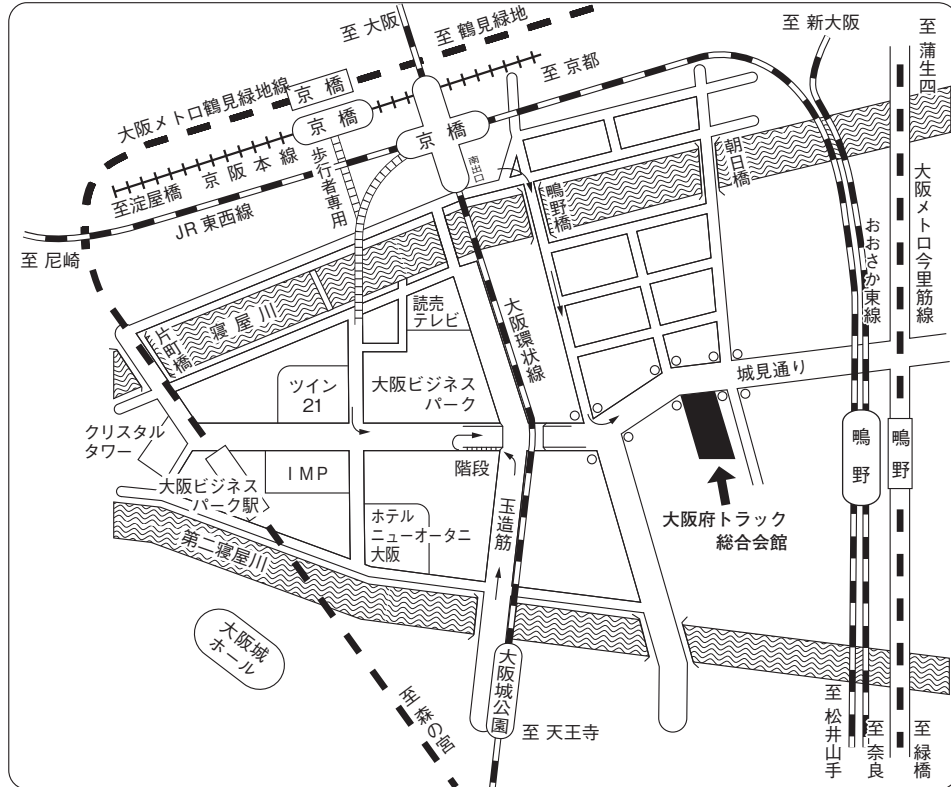 至 大阪
至 鶴見緑地
至 新大阪
至 蒲生四
大阪メトロ鶴見緑地線
京橋
至 京都
京橋
京橋
京阪本線
至淀屋橋
歩行者専用
南出口
JR 東西線
至 尼崎
鴫野橋
朝日橋
おおさか東線
大阪メトロ今里筋線
寝屋川
片町橋
読売
テレビ
大阪環状線
城見通り
ツイン
21
大阪ビジネス
パーク
クリスタル
タワー
階段
IMP
大阪ビジネス
パーク駅
ホテル
ニューオータニ
大阪
玉造筋
鴫野
鴫野
大阪府トラック
総合会館
第二寝屋川
大阪城
ホール
大阪城公園
至 森の宮
至 天王寺
至 松井山手
至 奈良
至 緑橋